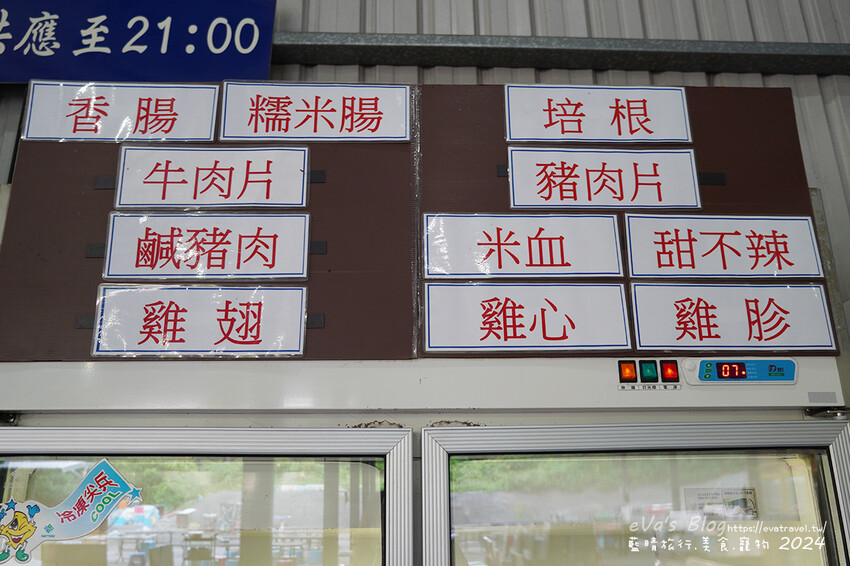 應至21:00
香腸 糯米腸 培根
牛肉片 豬肉片
鹹豬肉 米血 甜不辣
雞翅 雞心 雞胗
07
冷凍尖兵
COOL
eVa's Blog https://evatravel.tw/
藍晴旅行.美食.寵物 2024